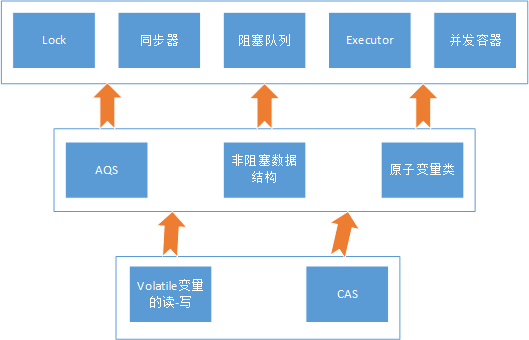 Lock
同步器
阻塞队列
Executor
并发容器
AQS
非阻塞数据
结构
原子变量类
Volatile变量
的读-写
CAS